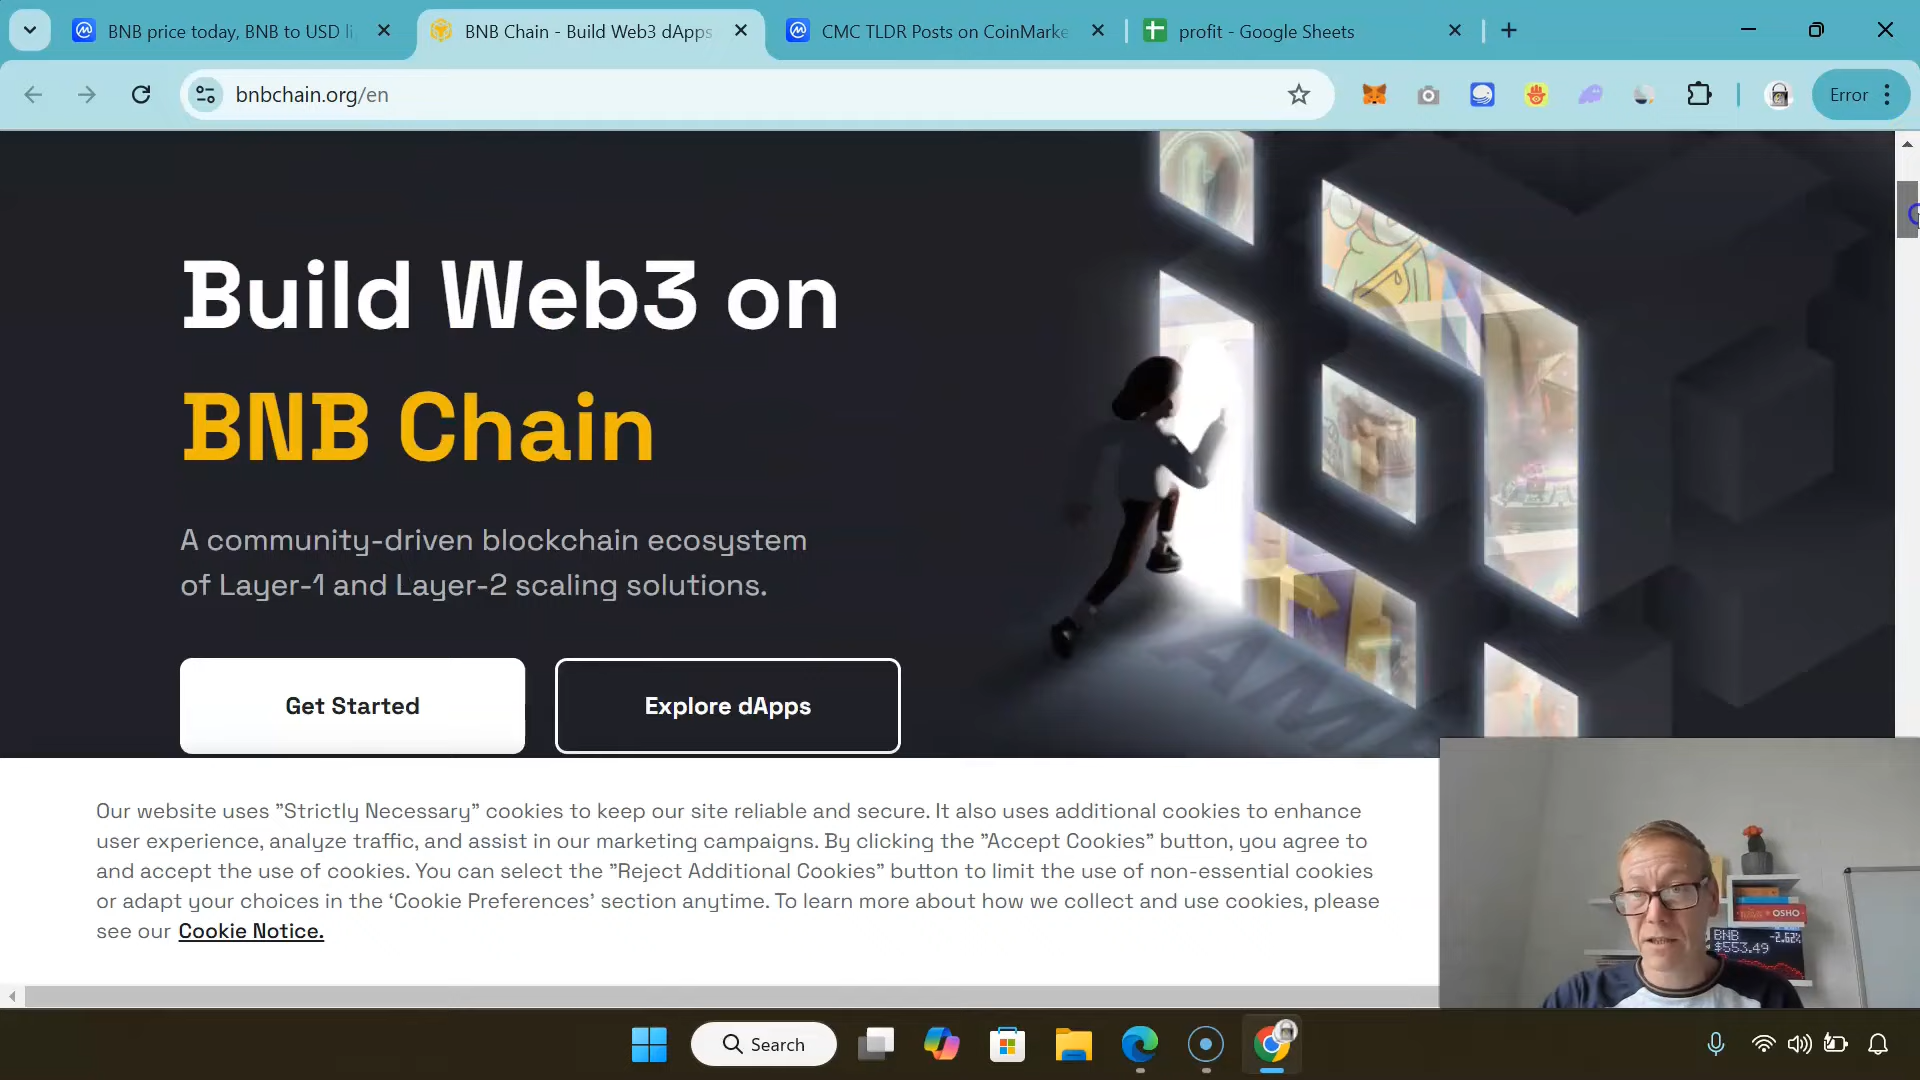 BNB price today, BNB to USD li
BNB Chain - Build Web3 dApps
CMC TLDR Posts on CoinMarke
profit - Google Sheets
bnbchain.org/en
Error
Build Web3 on
BNB Chain
A community-driven blockchain ecosystem
of Layer-1 and Layer-2 scaling solutions.
Get Started
Explore dApps
Our website uses "Strictly Necessary" cookies to keep our site reliable and secure. It also uses additional cookies to enhance
user experience, analyze traffic, and assist in our marketing campaigns. By clicking the "Accept Cookies" button, you agree to
and accept the use of cookies. You can select the "Reject Additional Cookies" button to limit the use of non-essential cookies
or adapt your choices in the ‘Cookie Preferences’ section anytime. To learn more about how we collect and use cookies, please
see our Cookie Notice.
OSHO
BNB -2.62%
$553.49
Search